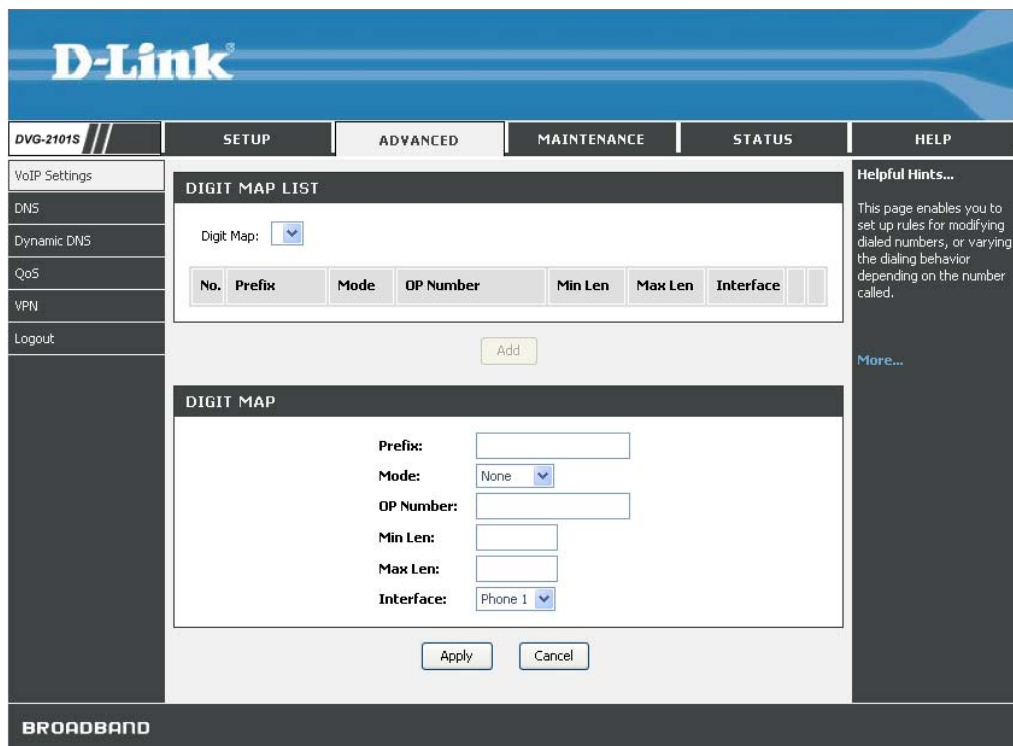 D-Link®
DVG-2101S
SETUP
ADVANCED
MAINTENANCE
STATUS
HELP
VoIP Settings
DNS
Dynamic DNS
QoS
VPN
Logout
DIGIT MAP LIST
Digit Map:
No. Prefix Mode OP Number Min Len Max Len Interface
Add
DIGIT MAP
Prefix:
Mode: None
OP Number:
Min Len:
Max Len:
Interface: Phone 1
Apply Cancel
Helpful Hints...
This page enables you to
set up rules for modifying
dialed numbers, or varying
the dialing behavior
depending on the number
called.
More...
BROADBAND